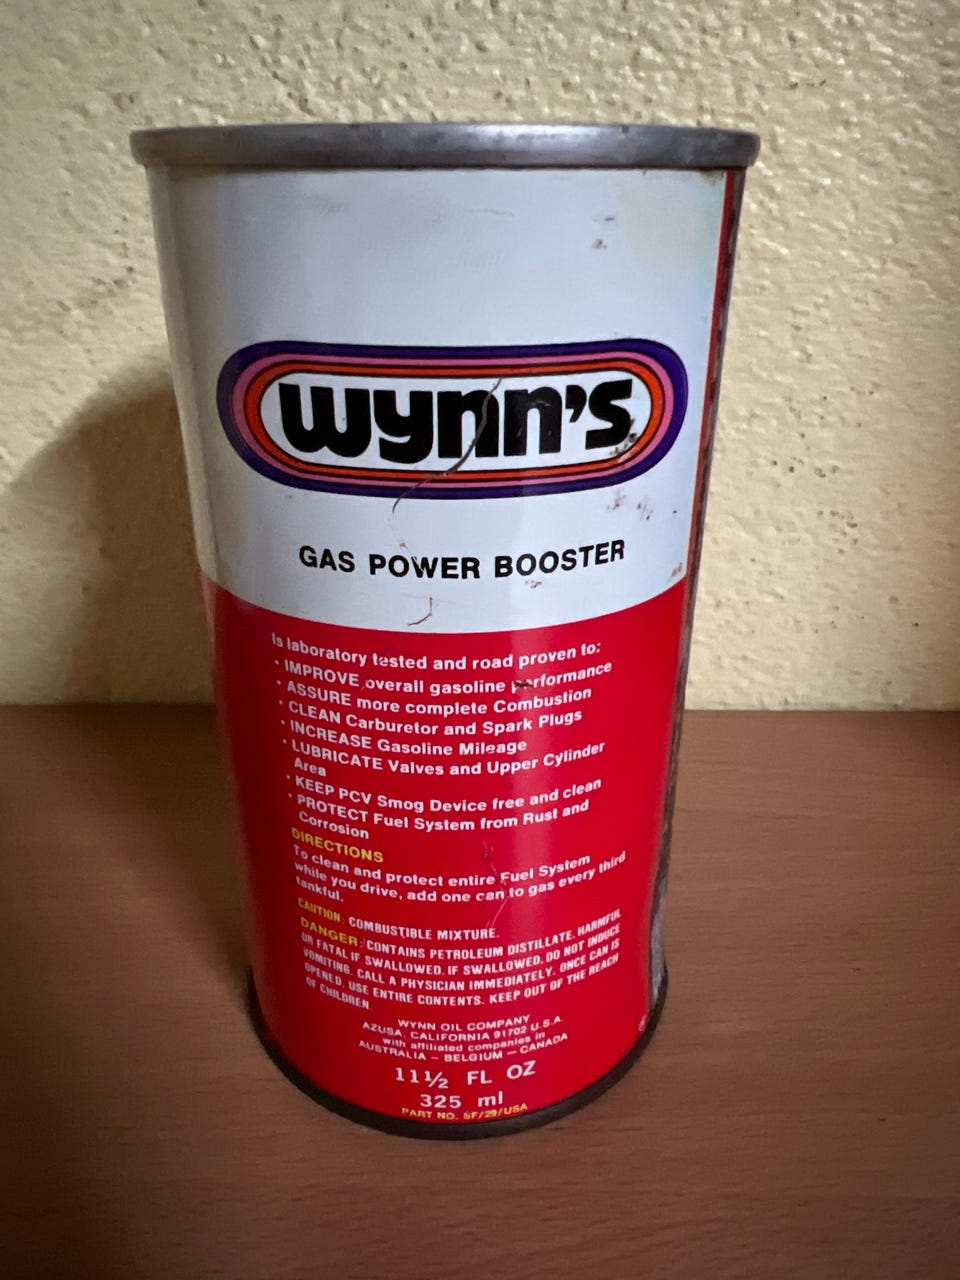 wynn's
GAS POWER BOOSTER
Is laboratory tested and road proven to:
• IMPROVE overall gasoline performance
• ASSURE more complete Combustion
• CLEAN Carburetor and Spark Plugs
• INCREASE Gasoline Mileage
• LUBRICATE Valves and Upper Cylinder
Area
• KEEP PCV Smog Device free and clean
• PROTECT Fuel System from Rust and
Corrosion
DIRECTIONS
To clean and protect entire Fuel System
while you drive, add one can to gas every third
tankful.
CAUTION: COMBUSTIBLE MIXTURE.
DANGER: CONTAINS PETROLEUM DISTILLATE. HARMFUL
OR FATAL IF SWALLOWED. IF SWALLOWED, DO NOT INDUCE
VOMITING. CALL A PHYSICIAN IMMEDIATELY. ONCE CAN IS
OPENED, USE ENTIRE CONTENTS. KEEP OUT OF THE REACH
OF CHILDREN.
WYNN OIL COMPANY
AZUSA, CALIFORNIA 91702 U.S.A.
with affiliated companies in
AUSTRALIA – BELGIUM – CANADA
11½ FL OZ
325 ml
PART NO. SF/29/USA